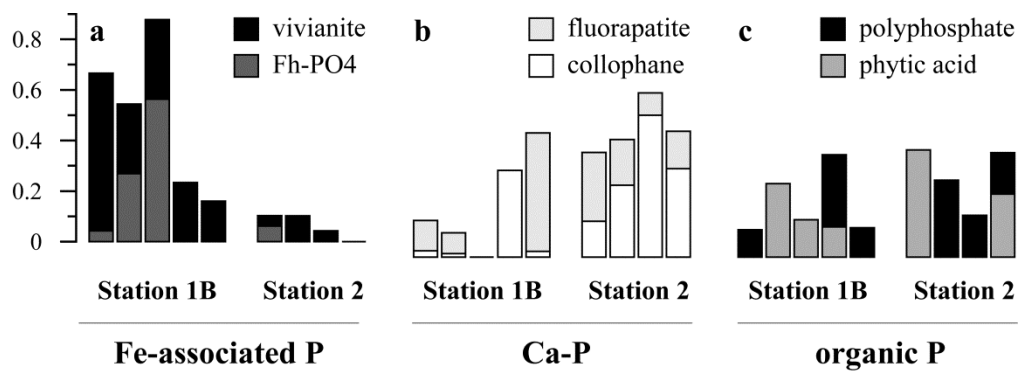 a
vivianite
Fh-PO4
b
fluorapatite
collophane
c
polyphosphate
phytic acid
0.8
0.6
0.4
0.2
0
Station 1B
Station 2
Station 1B
Station 2
Station 1B
Station 2
Fe-associated P
Ca-P
organic P